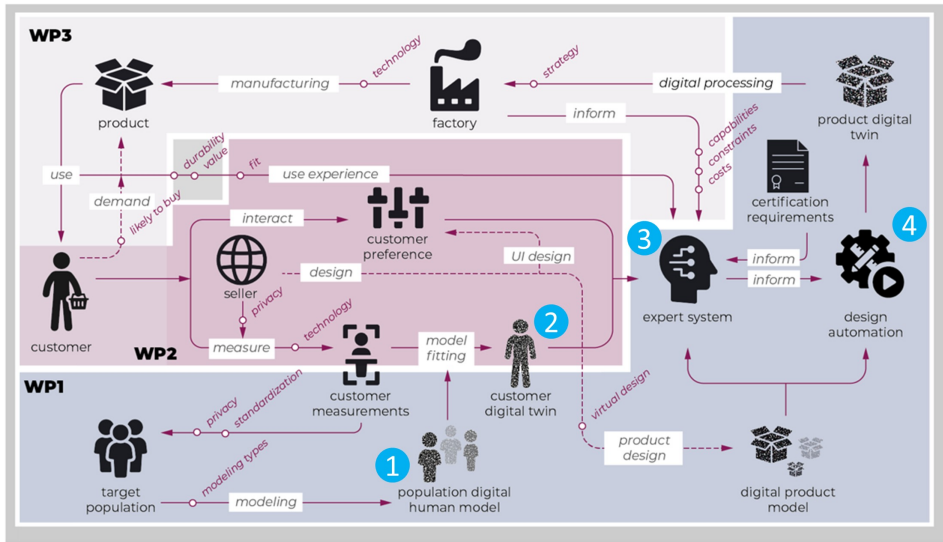 WP3
product
manufacturing
technology
factory
strategy
digital processing
product digital
twin
inform
capabilities
constraints
costs
certification
requirements
use
durability
value
fit
use experience
demand
likely to buy
interact
customer
preference
3
4
seller
design
UI design
inform
inform
expert system
design
automation
privacy
technology
2
customer
measure
model
fitting
WP2
WP1
customer
measurements
customer
digital twin
virtual design
privacy
standardization
modeling types
1
product
design
target
population
modeling
population digital
human model
digital product
model